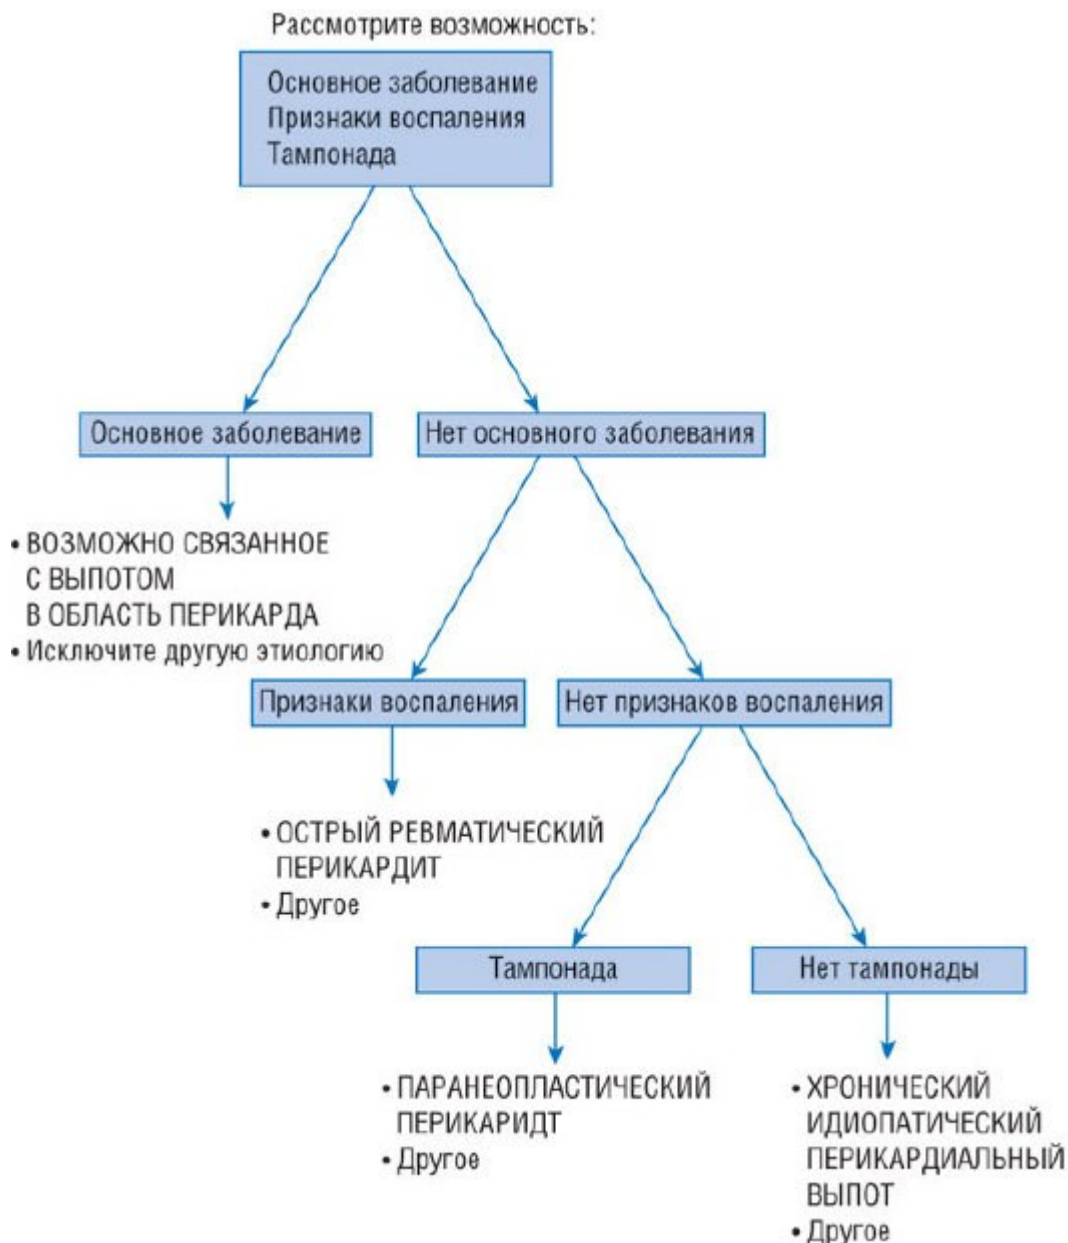 Рассмотрите возможность:
Основное заболевание
Признаки воспаления
Тампонада
Основное заболевание
Нет основного заболевания
• ВОЗМОЖНО СВЯЗАННОЕ
С ВЫПОТОМ
В ОБЛАСТЬ ПЕРИКАРДА
• Исключите другую этиологию
Признаки воспаления
Нет признаков воспаления
• ОСТРЫЙ РЕВМАТИЧЕСКИЙ
ПЕРИКАРДИТ
• Другое
Тампонада
Нет тампонады
• ПАРАНЕОПЛАСТИЧЕСКИЙ
ПЕРИКАРИДТ
• Другое
• ХРОНИЧЕСКИЙ
ИДИОПАТИЧЕСКИЙ
ПЕРИКАРДИАЛЬНЫЙ
ВЫПОТ
• Другое